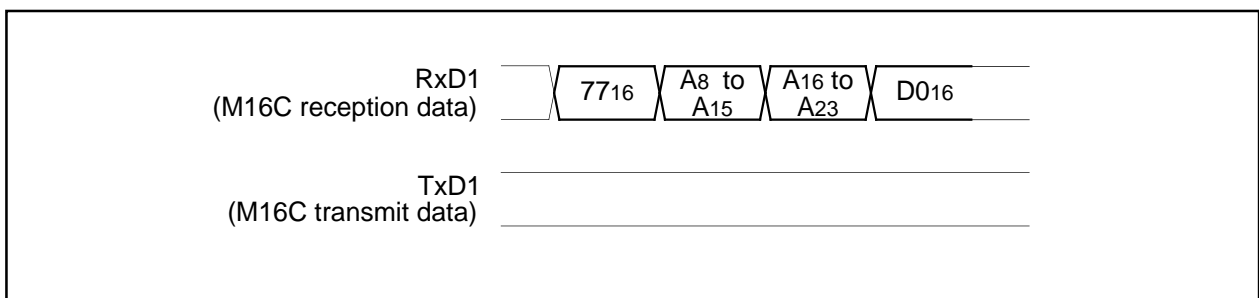 RxD1
(M16C reception data)
7716
A8 to
A15
A16 to
A23
D016
TxD1
(M16C transmit data)